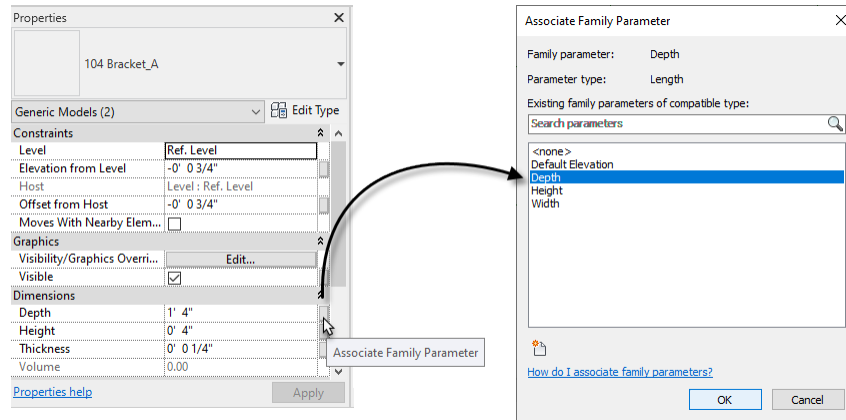 Properties
104 Bracket_A
Generic Models (2) Edit Type
Constraints
Level Ref. Level
Elevation from Level -0' 0 3/4"
Host Level : Ref. Level
Offset from Host -0' 0 3/4"
Moves With Nearby Elem...
Graphics
Visibility/Graphics Overri... Edit...
Visible
Dimensions
Depth 1' 4"
Height 0' 4"
Thickness 0' 0 1/4"
Volume 0.00
Properties help Apply
Associate Family Parameter
Associate Family Parameter
Family parameter: Depth
Parameter type: Length
Existing family parameters of compatible type:
Search parameters
<none>
Default Elevation
Depth
Height
Width
How do I associate family parameters?
OK Cancel